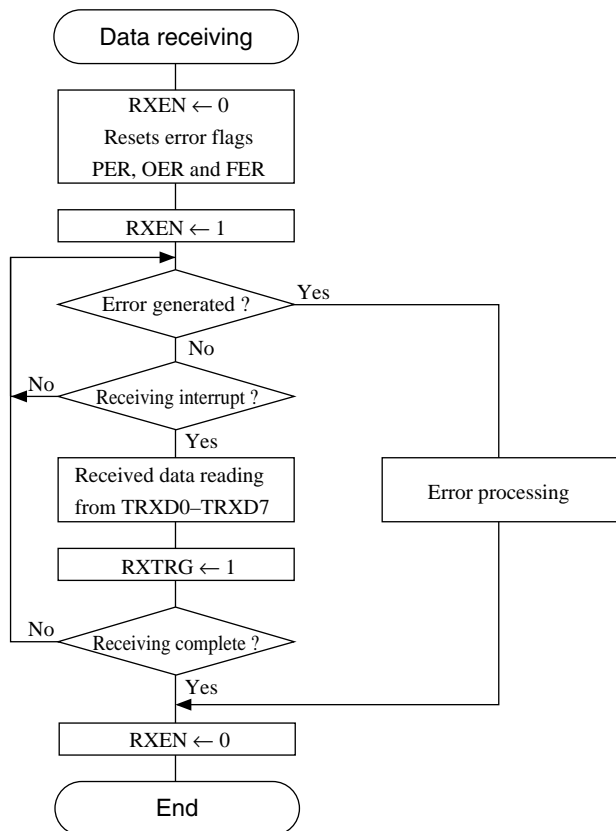 Data receiving
RXEN ← 0
Resets error flags
PER, OER and FER
RXEN ← 1
Error generated ?
Yes
No
Receiving interrupt ?
No
Yes
Received data reading
from TRXD0–TRXD7
Error processing
RXTRG ← 1
Receiving complete ?
No
Yes
RXEN ← 0
End